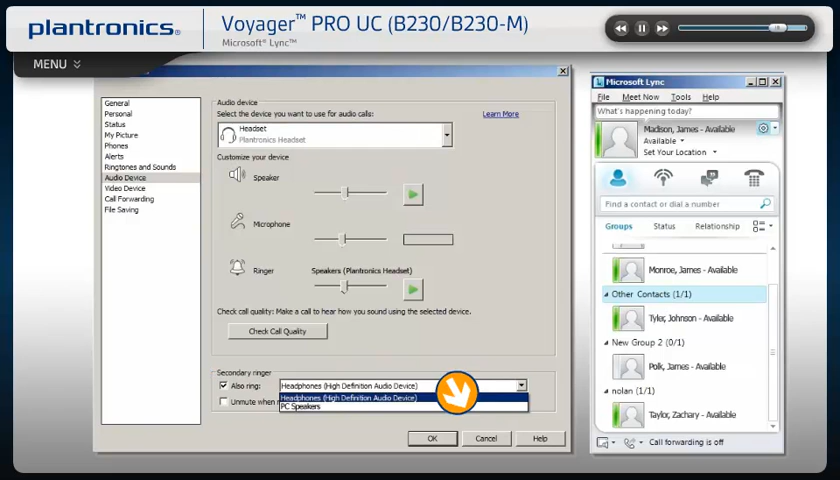 plantronics®
Voyager™ PRO UC (B230/B230-M)
Microsoft® Lync™
MENU
General
Personal
Status
My Picture
Phones
Alerts
Ringtones and Sounds
Audio Device
Video Device
Call Forwarding
File Saving
Audio device
Select the device you want to use for audio calls:
Learn More
Headset
Plantronics Headset
Customize your device
Speaker
Microphone
Ringer
Speakers (Plantronics Headset)
Check call quality: Make a call to hear how you sound using the selected device.
Check Call Quality
Secondary ringer
Also ring:
Headphones (High Definition Audio Device)
Unmute when
Headphones (High Definition Audio Device)
PC Speakers
OK
Cancel
Help
Microsoft Lync
File
Meet Now
Tools
Help
What's happening today?
Madison, James - Available
Available
Set Your Location
Find a contact or dial a number
Groups
Status
Relationship
Monroe, James - Available
Other Contacts (1/1)
Tyler, Johnson - Available
New Group 2 (0/1)
Polk, James - Available
nolan (1/1)
Taylor, Zachary - Available
Call forwarding is off